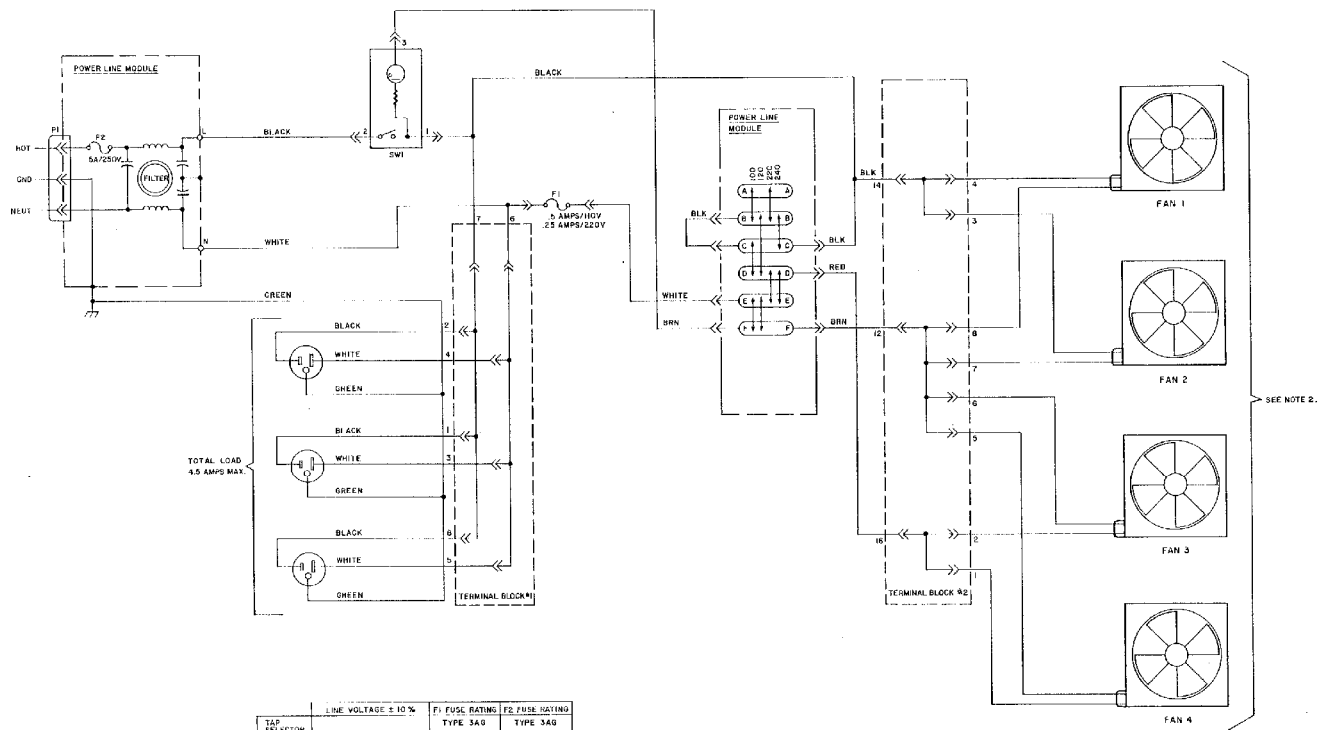 3
POWER LINE MODULE
BLACK
P1
F2
L
BLACK
2
1
HOT
5A/250V
SW1
POWER LINE
MODULE
GND
FILTER
100
120
220
240
BLK
14
4
NEUT
F1
.5 AMPS/110V
.25 AMPS/220V
A
A
FAN 1
7
6
BLK
B
B
3
N
WHITE
C
C
BLK
D
D
RED
GREEN
WHITE
E
E
BLACK
2
BRN
F
F
BRN
12
8
WHITE
4
7
FAN 2
GREEN
6
SEE NOTE 2.
BLACK
1
5
TOTAL LOAD
4.5 AMPS MAX.
WHITE
3
GREEN
BLACK
6
16
2
FAN 3
WHITE
5
1
GREEN
TERMINAL BLOCK #1
TERMINAL BLOCK #2
LINE VOLTAGE ± 10 %
F1 FUSE RATING
F2 FUSE RATING
TAP
SELECTOR
TYPE 3AG
TYPE 3AG
FAN 4